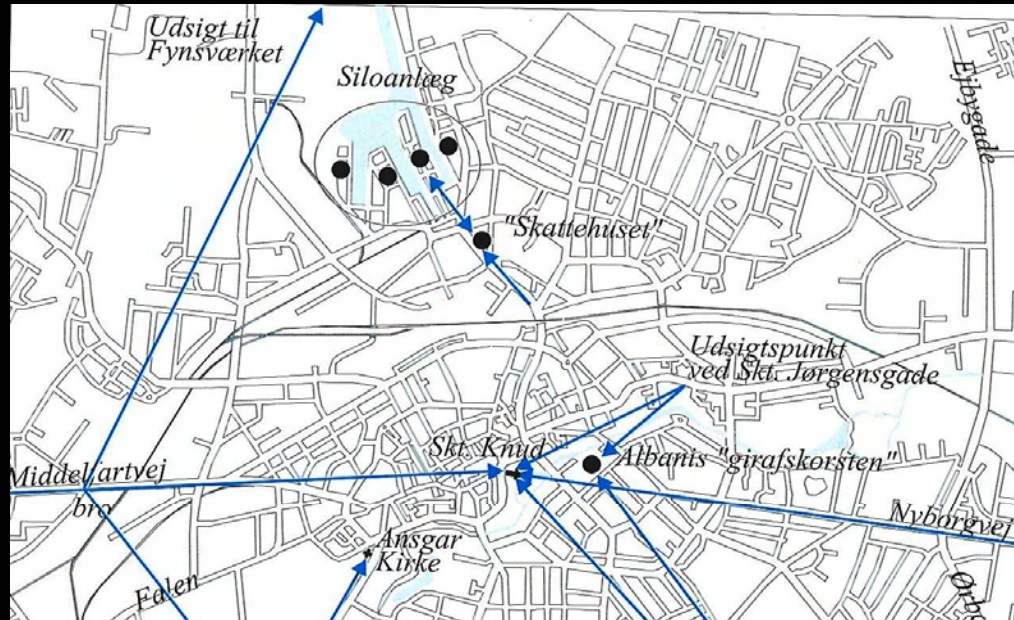 Udsigt til
Fynsværket
Siloanlæg
Ejbygade
"Skattehuset"
Udsigtspunkt
ved Skt. Jørgensgade
Skt. Knud
Albanis "girafskorsten"
Middelfartvej
bro
Nyborgvej
Ansgar
Kirke
Falen